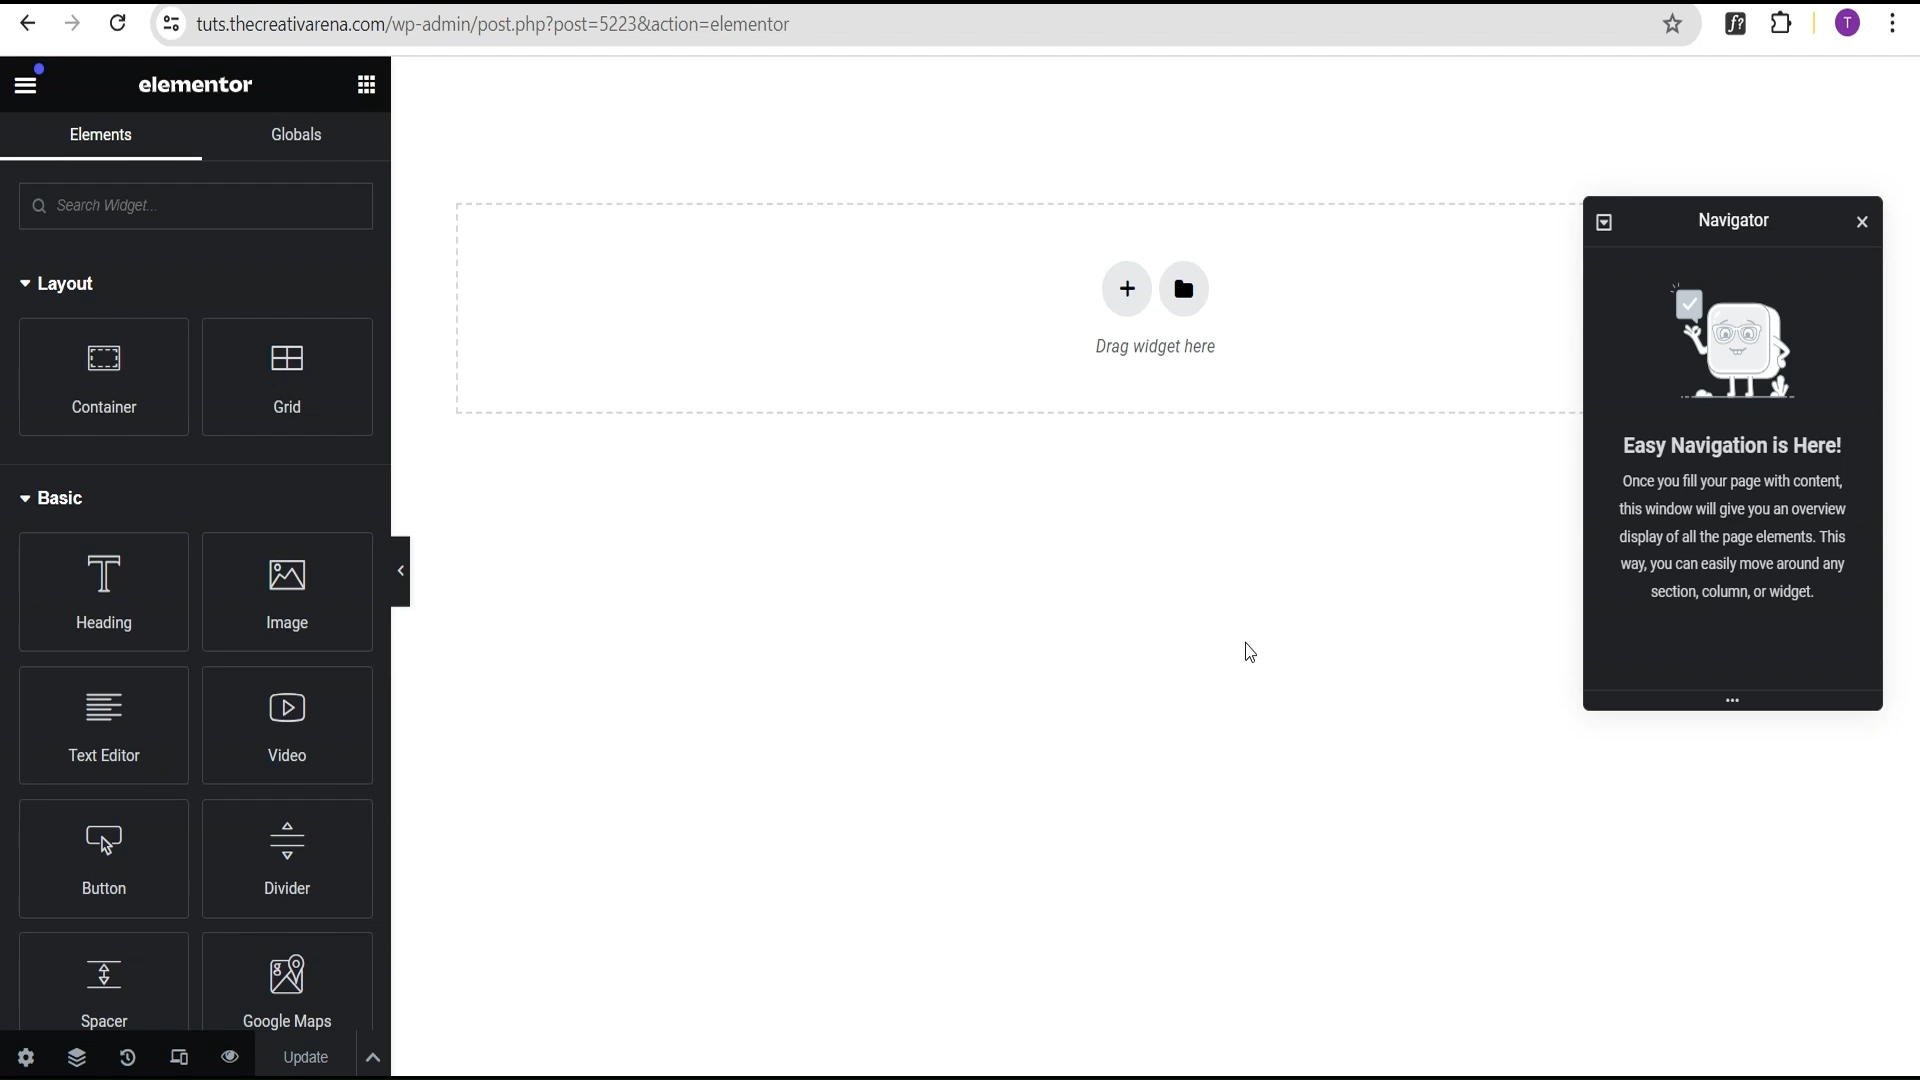 tuts.thecreativarena.com/wp-admin/post.php?post=5223&action=elementor
f?
T
elementor
Elements
Globals
Search Widget...
Layout
Container
Grid
Basic
Heading
Image
Text Editor
Video
Button
Divider
Spacer
Google Maps
Update
Drag widget here
Navigator
Easy Navigation is Here!
Once you fill your page with content,
this window will give you an overview
display of all the page elements. This
way, you can easily move around any
section, column, or widget.